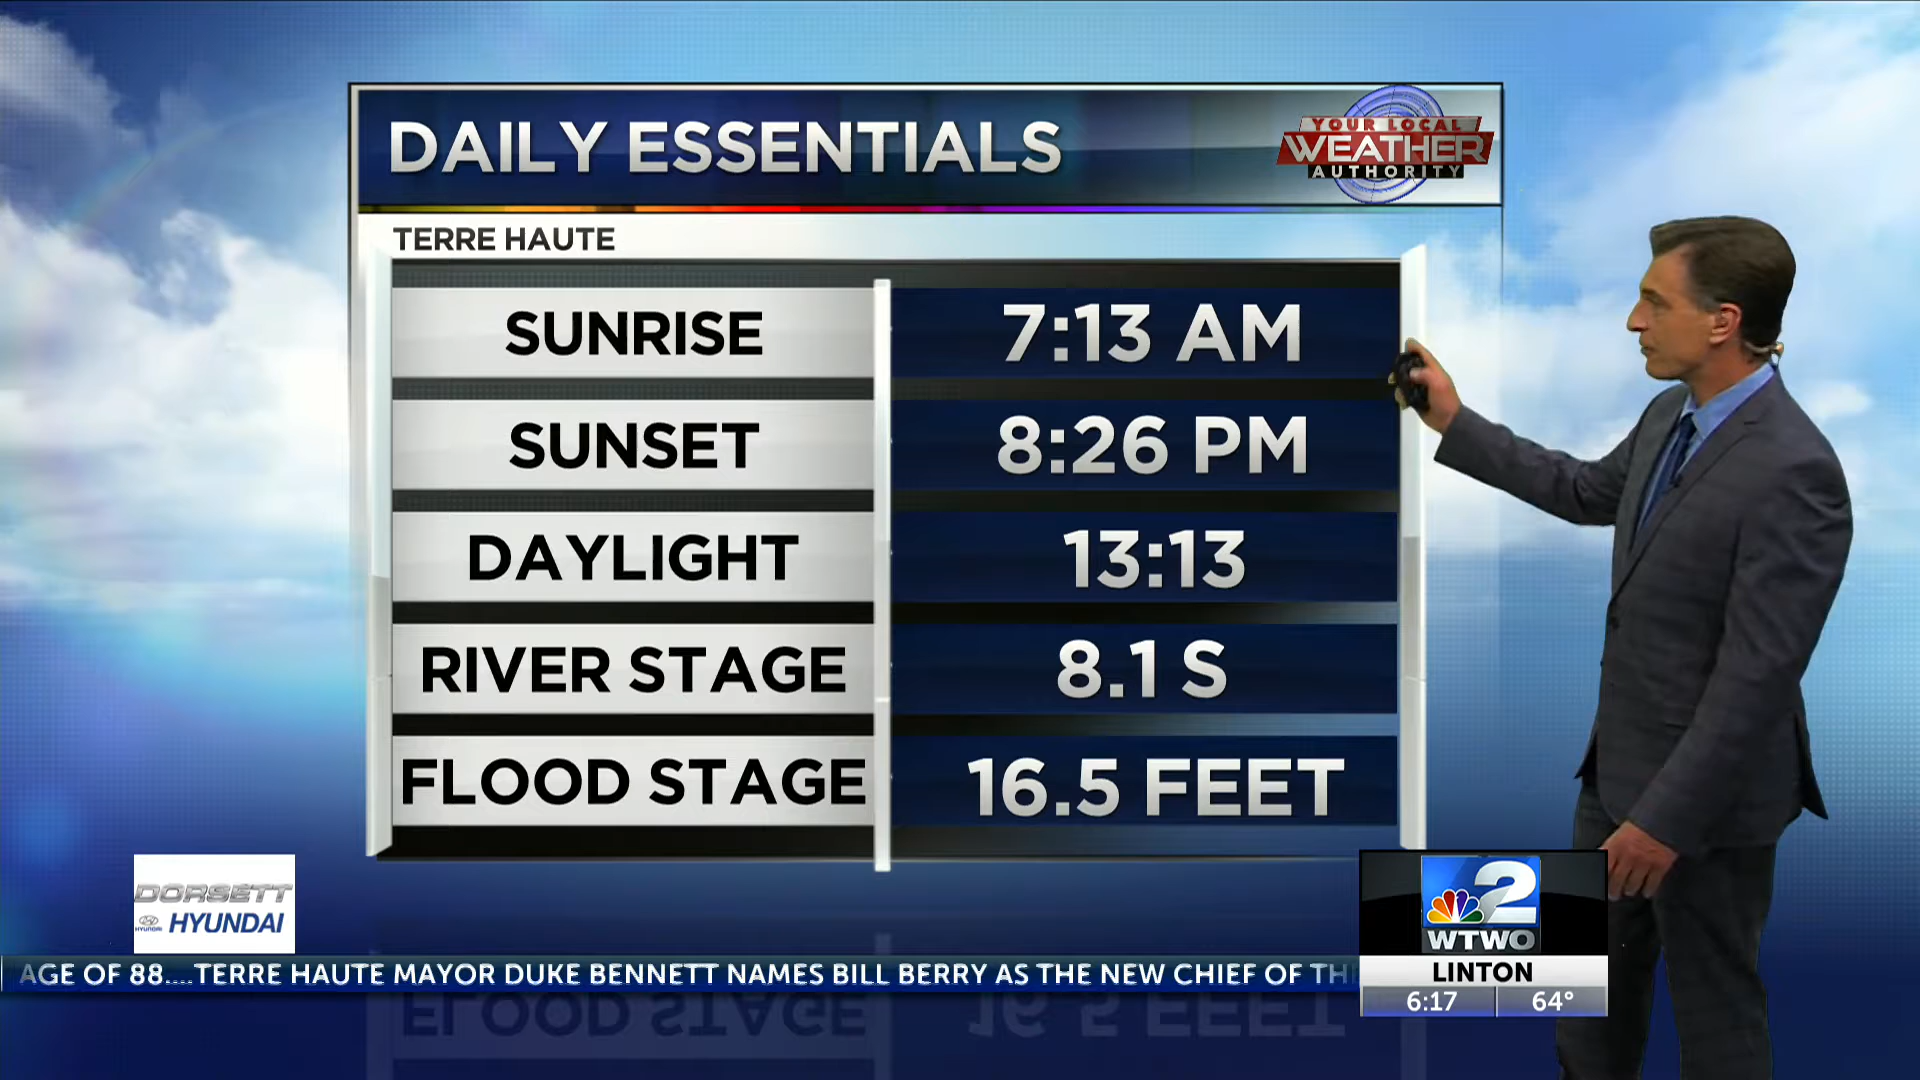 DAILY ESSENTIALS
YOUR LOCAL
WEATHER
AUTHORITY
TERRE HAUTE
SUNRISE 7:13 AM
SUNSET 8:26 PM
DAYLIGHT 13:13
RIVER STAGE 8.1 S
FLOOD STAGE 16.5 FEET
DORSETT
HYUNDAI HYUNDAI
2
WTWO
LINTON
6:17 64°
AGE OF 88....TERRE HAUTE MAYOR DUKE BENNETT NAMES BILL BERRY AS THE NEW CHIEF OF TH